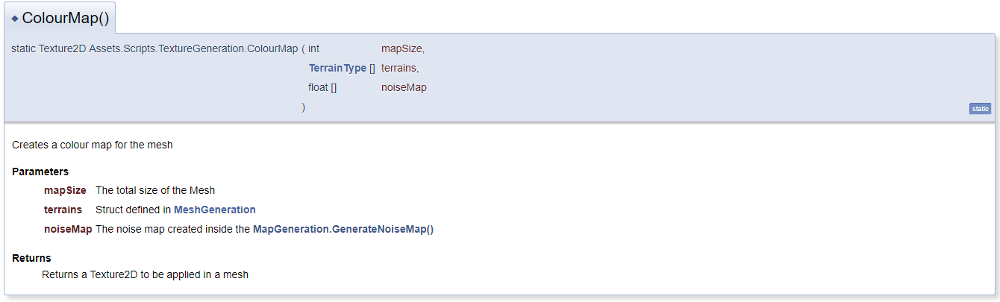 ◆ ColourMap()
static Texture2D Assets.Scripts.TextureGeneration.ColourMap ( int mapSize,
TerrainType [] terrains,
float [] noiseMap
)
static
Creates a colour map for the mesh
Parameters
mapSize The total size of the Mesh
terrains Struct defined in MeshGeneration
noiseMap The noise map created inside the MapGeneration.GenerateNoiseMap()
Returns
Returns a Texture2D to be applied in a mesh